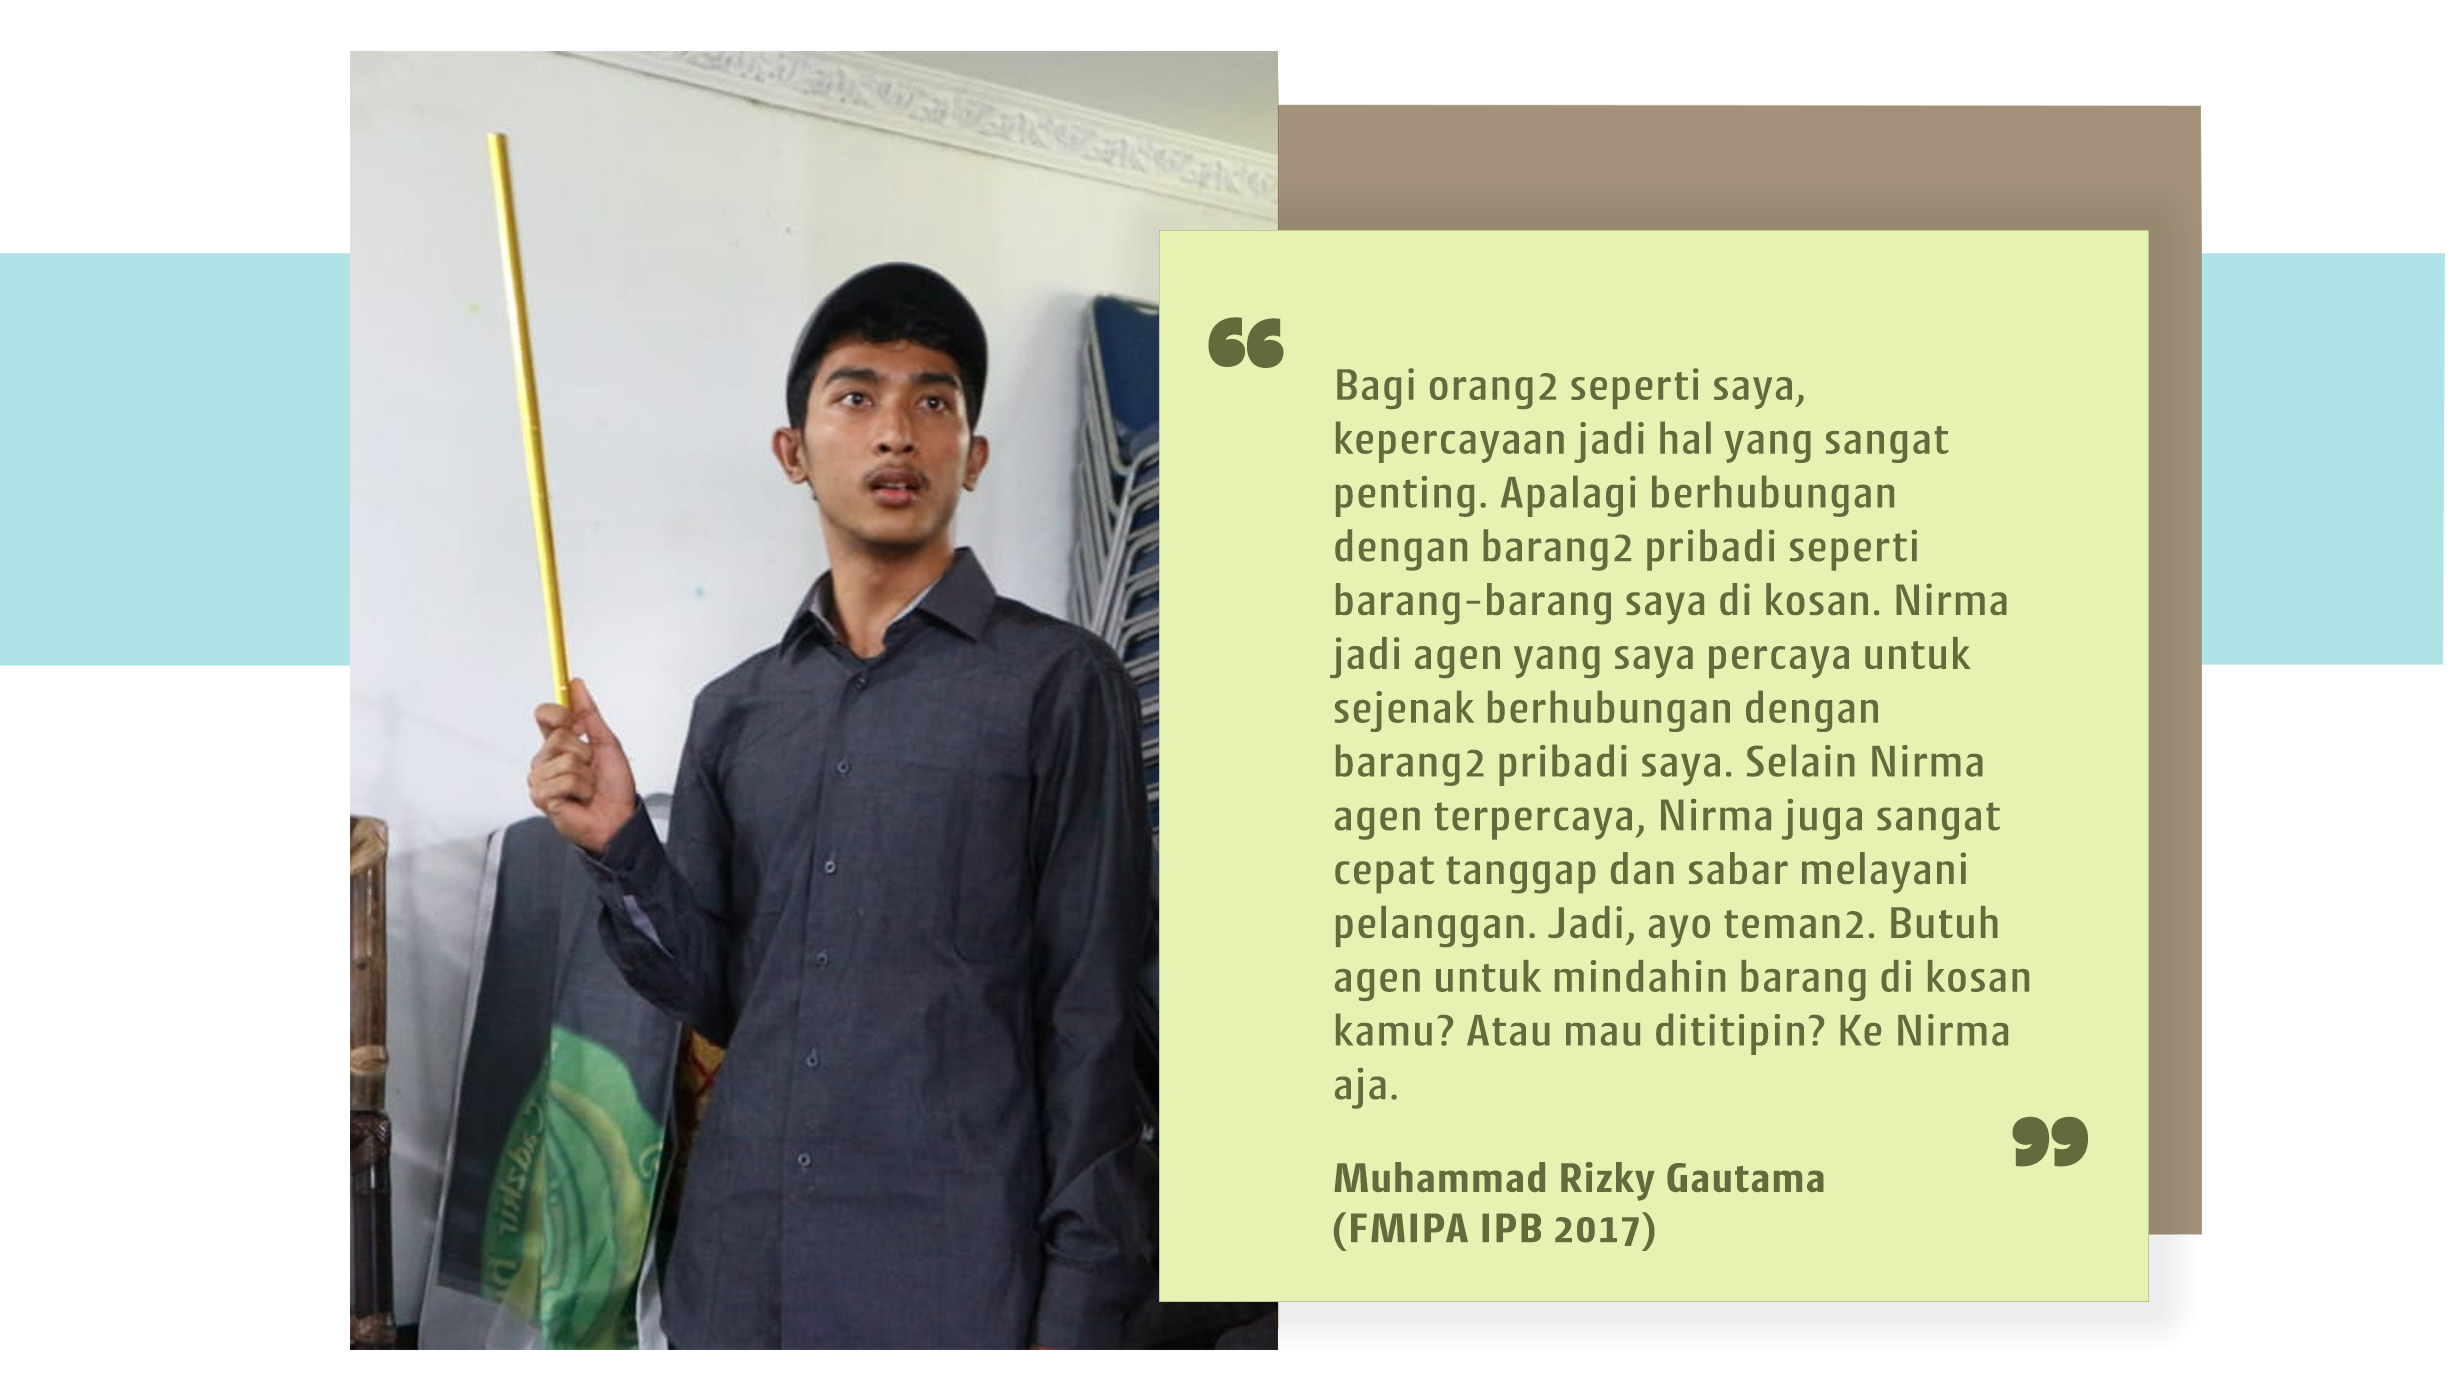 “
Bagi orang2 seperti saya,
kepercayaan jadi hal yang sangat
penting. Apalagi berhubungan
dengan barang2 pribadi seperti
barang-barang saya di kosan. Nirma
jadi agen yang saya percaya untuk
sejenak berhubungan dengan
barang2 pribadi saya. Selain Nirma
agen terpercaya, Nirma juga sangat
cepat tanggap dan sabar melayani
pelanggan. Jadi, ayo teman2. Butuh
agen untuk mindahin barang di kosan
kamu? Atau mau dititipin? Ke Nirma
aja.
”
Muhammad Rizky Gautama
(FMIPA IPB 2017)